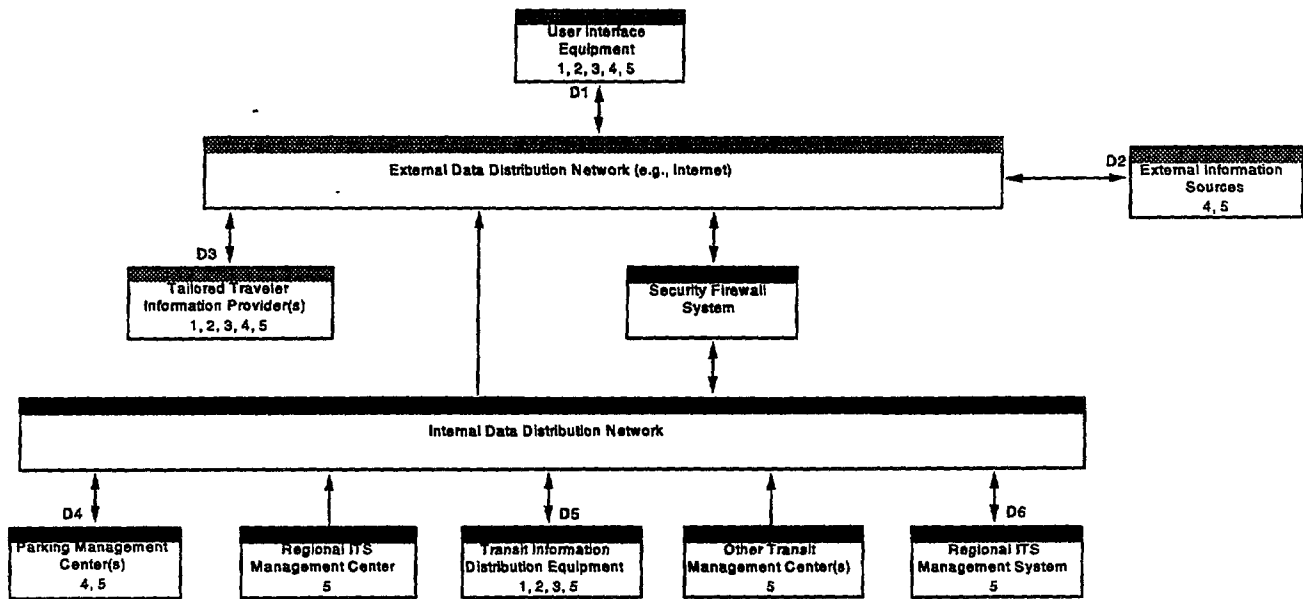 User Interface
Equipment
1, 2, 3, 4, 5
D1
External Data Distribution Network (e.g., Internet)
D2
External Information
Sources
4, 5
D3
Tailored Traveler
Information Provider(s)
1, 2, 3, 4, 5
Security Firewall
System
Internal Data Distribution Network
D4
D5
D6
Parking Management
Center(s)
4, 5
Regional ITS
Management Center
5
Transit Information
Distribution Equipment
1, 2, 3, 5
Other Transit
Management Center(s)
5
Regional ITS
Management System
5